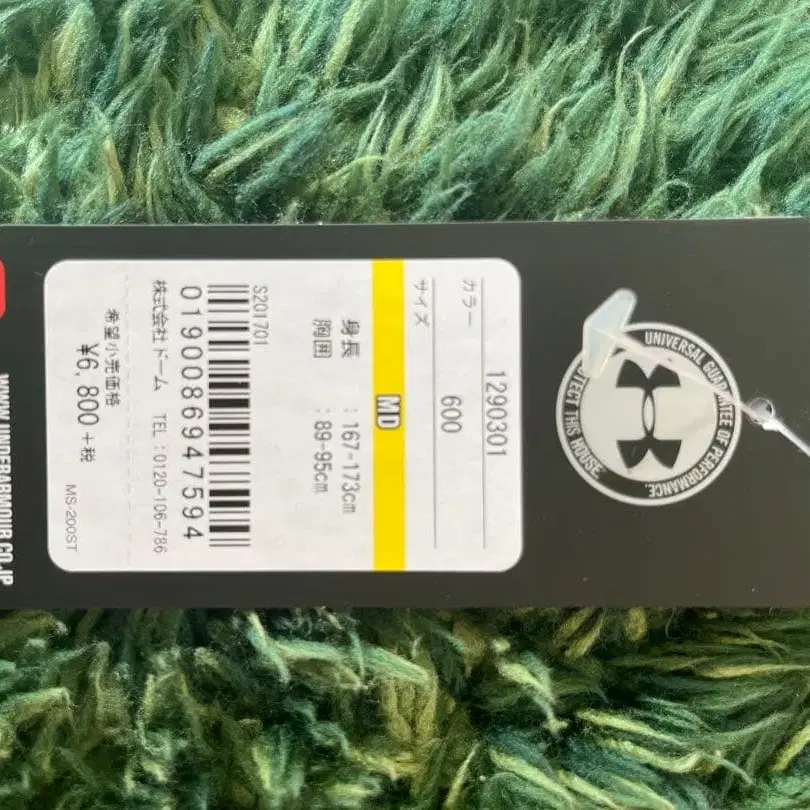 UNIVERSAL GUARANTEE OF PERFORMANCE.
PROTECT THIS HOUSE.
1290301
カラー
600
サイズ
MD
身長 : 167-173cm
胸囲 : 89-95cm
S201701
0190086947594
株式会社 ドーム TEL : 0120-106-786
希望小売価格
¥6,800 +税
MS-200ST
WWW.UNDERARMOUR.CO.JP